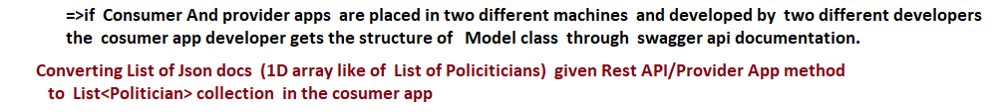 =>if Consumer And provider apps are placed in two different machines and developed by two different developers
the cosumer app developer gets the structure of Model class through swagger api documentation.
Converting List of Json docs (1D array like of List of Policiticians) given Rest API/Provider App method
to List<Politician> collection in the cosumer app